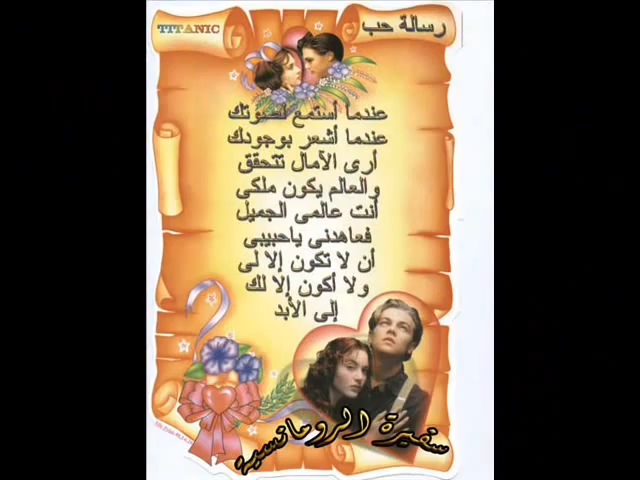 TITANIC
رسالة حب
عندما أستمع لصوتك
عندما أشعر بوجودك
أرى الآمال تتحقق
والعالم يكون ملكى
أنت عالمى الجميل
فعاهدنى ياحبيبى
أن لا تكون إلا لى
ولا أكون إلا لك
إلى الأبد
سفيرة الرومانسيه